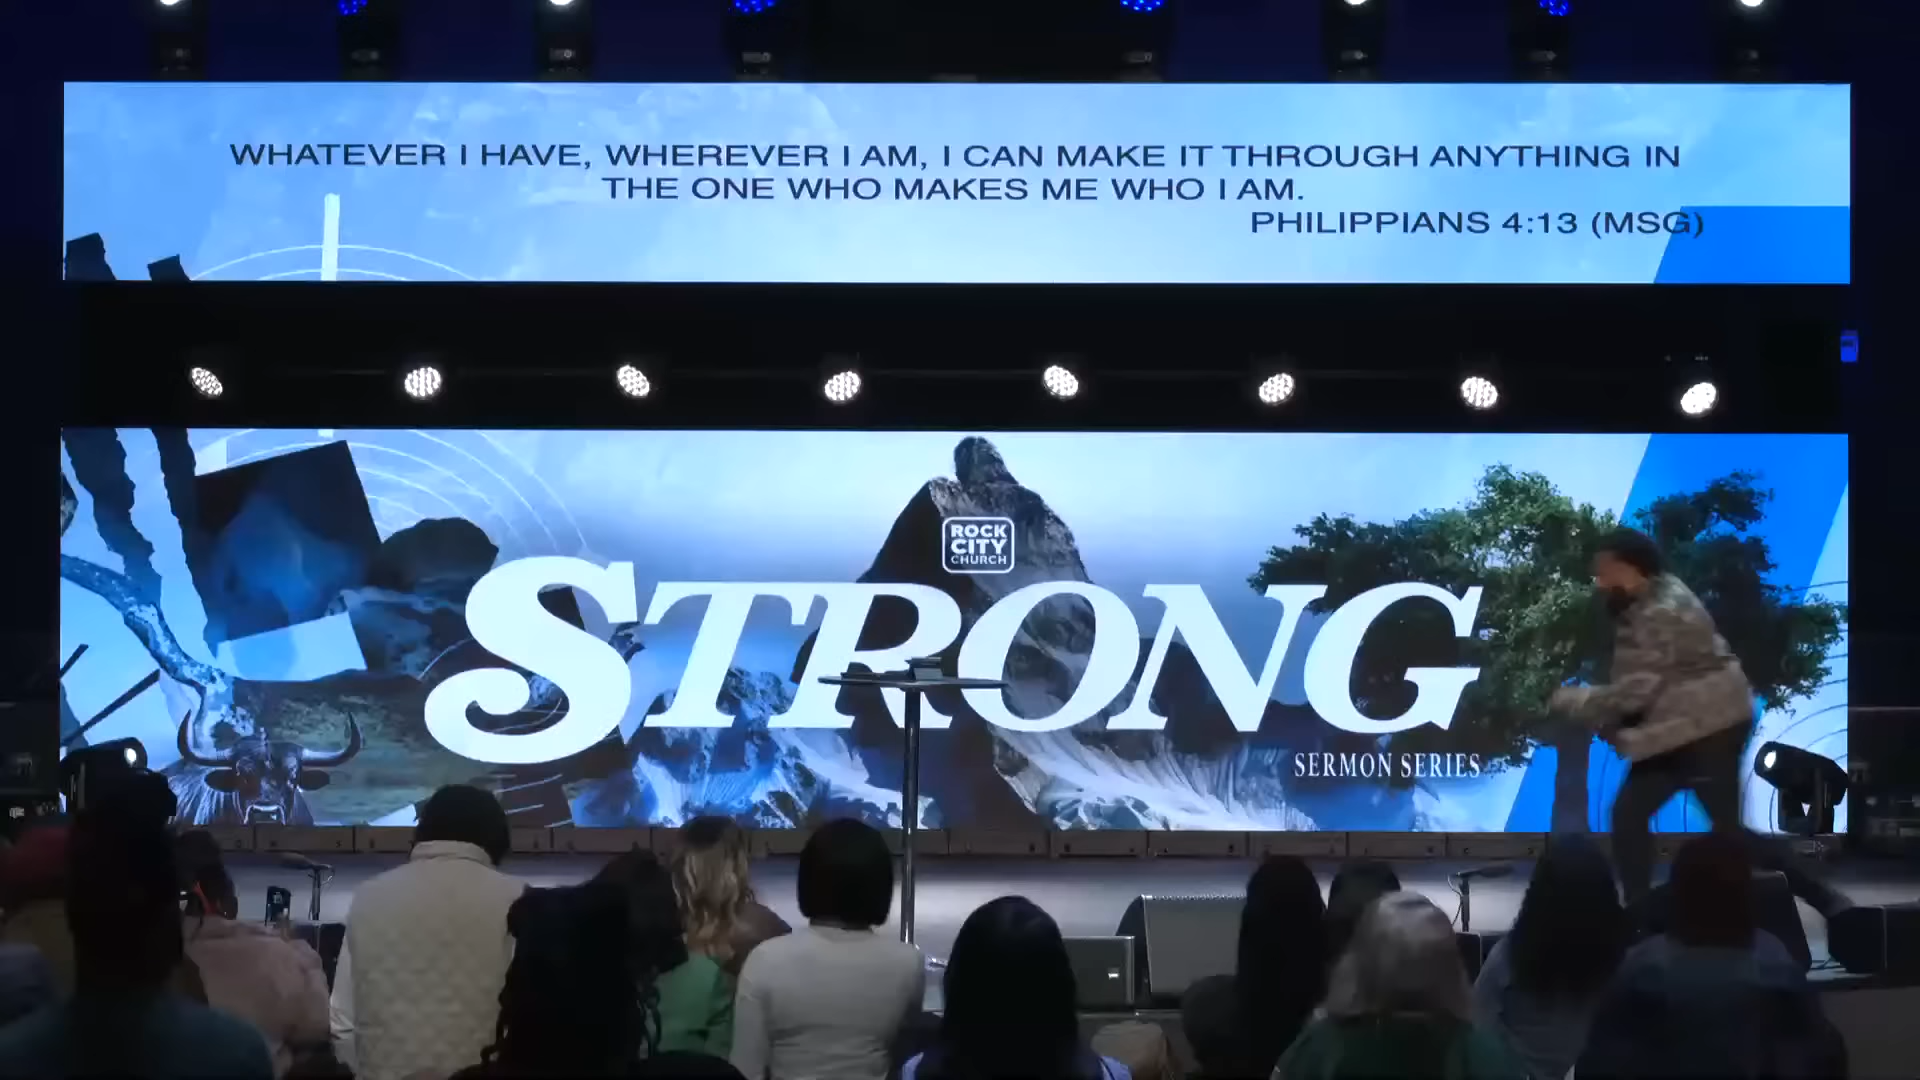 WHATEVER I HAVE, WHEREVER I AM, I CAN MAKE IT THROUGH ANYTHING IN
THE ONE WHO MAKES ME WHO I AM.
PHILIPPIANS 4:13 (MSG)
ROCK
CITY
CHURCH
STRONG
SERMON SERIES